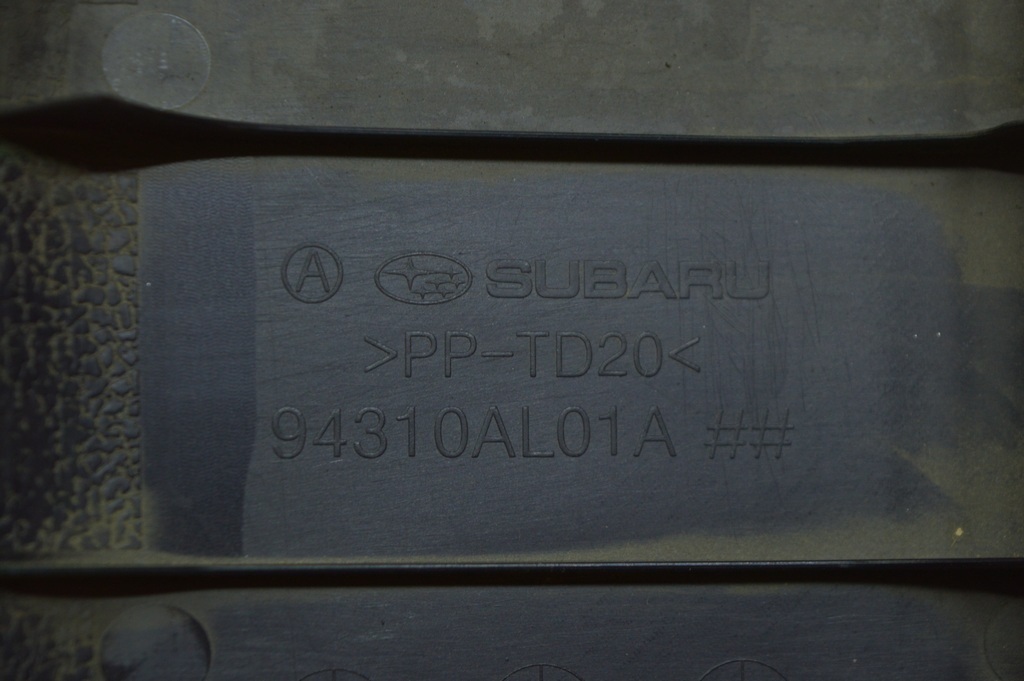 A SUBARU
>PP-TD20<
94310AL01A ##